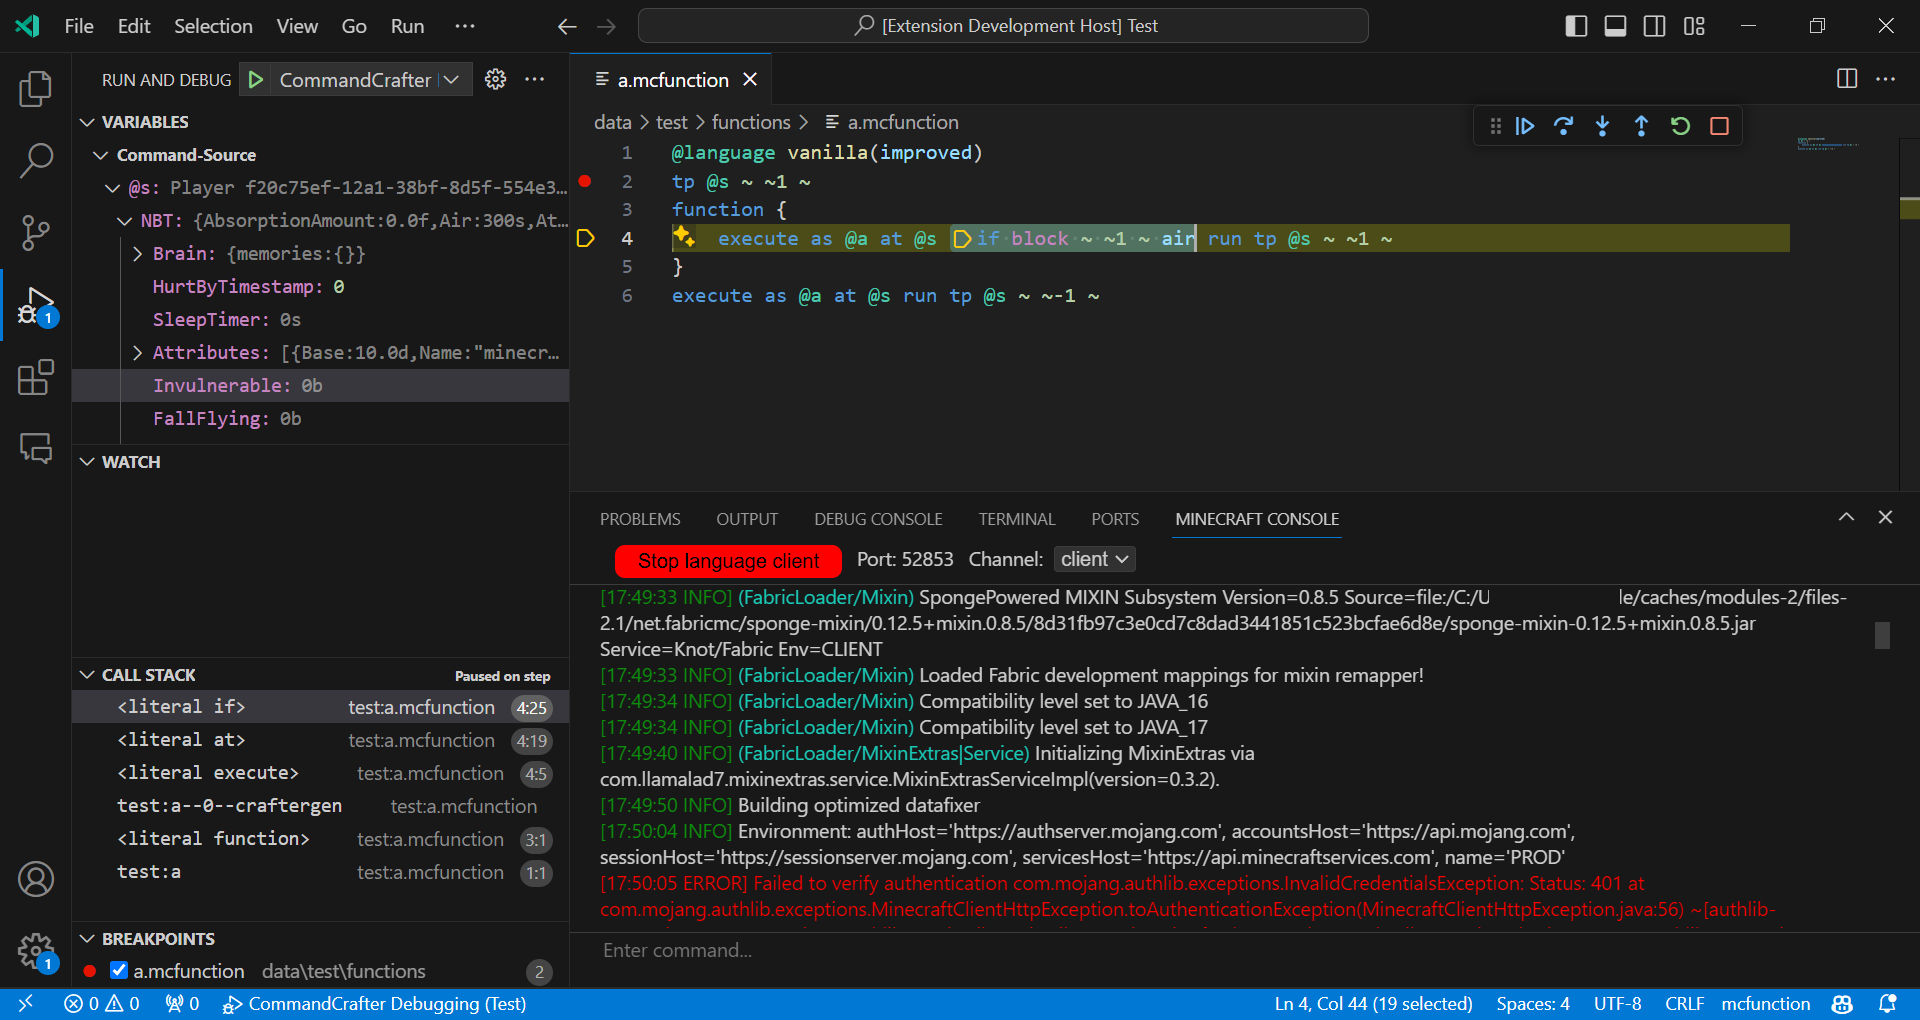 File Edit Selection View Go Run ··· [Extension Development Host] Test
RUN AND DEBUG CommandCrafter ···
VARIABLES
Command-Source
@s: Player f20c75ef-12a1-38bf-8d5f-554e3...
NBT: {AbsorptionAmount:0.0f,Air:300s,At...
Brain: {memories:{}}
HurtByTimestamp: 0
SleepTimer: 0s
Attributes: [{Base:10.0d,Name:"minecr...
Invulnerable: 0b
FallFlying: 0b
WATCH
CALL STACK Paused on step
<literal if> test:a.mcfunction 4:25
<literal at> test:a.mcfunction 4:19
<literal execute> test:a.mcfunction 4:5
test:a--0--craftergen test:a.mcfunction
<literal function> test:a.mcfunction 3:1
test:a test:a.mcfunction 1:1
BREAKPOINTS
a.mcfunction data\test\functions 2
1
1
a.mcfunction
data > test > functions > a.mcfunction
1 @language vanilla(improved)
2 tp @s ~ ~1 ~
3 function {
4 execute as @a at @s if block ~ ~1 ~ air run tp @s ~ ~1 ~
5 }
6 execute as @a at @s run tp @s ~ ~-1 ~
PROBLEMS OUTPUT DEBUG CONSOLE TERMINAL PORTS MINECRAFT CONSOLE
Stop language client Port: 52853 Channel: client
[17:49:33 INFO] (FabricLoader/Mixin) SpongePowered MIXIN Subsystem Version=0.8.5 Source=file:/C:/U le/caches/modules-2/files-
2.1/net.fabricmc/sponge-mixin/0.12.5+mixin.0.8.5/8d31fb97c3e0cd7c8dad3441851c523bcfae6d8e/sponge-mixin-0.12.5+mixin.0.8.5.jar
Service=Knot/Fabric Env=CLIENT
[17:49:33 INFO] (FabricLoader/Mixin) Loaded Fabric development mappings for mixin remapper!
[17:49:34 INFO] (FabricLoader/Mixin) Compatibility level set to JAVA_16
[17:49:34 INFO] (FabricLoader/Mixin) Compatibility level set to JAVA_17
[17:49:40 INFO] (FabricLoader/MixinExtras|Service) Initializing MixinExtras via
com.llamalad7.mixinextras.service.MixinExtrasServiceImpl(version=0.3.2).
[17:49:50 INFO] Building optimized datafixer
[17:50:04 INFO] Environment: authHost='https://authserver.mojang.com', accountsHost='https://api.mojang.com',
sessionHost='https://sessionserver.mojang.com', servicesHost='https://api.minecraftservices.com', name='PROD'
[17:50:05 ERROR] Failed to verify authentication com.mojang.authlib.exceptions.InvalidCredentialsException: Status: 401 at
com.mojang.authlib.exceptions.MinecraftClientHttpException.toAuthenticationException(MinecraftClientHttpException.java:56) ~[authlib-
Enter command...
0 0 0 CommandCrafter Debugging (Test) Ln 4, Col 44 (19 selected) Spaces: 4 UTF-8 CRLF mcfunction